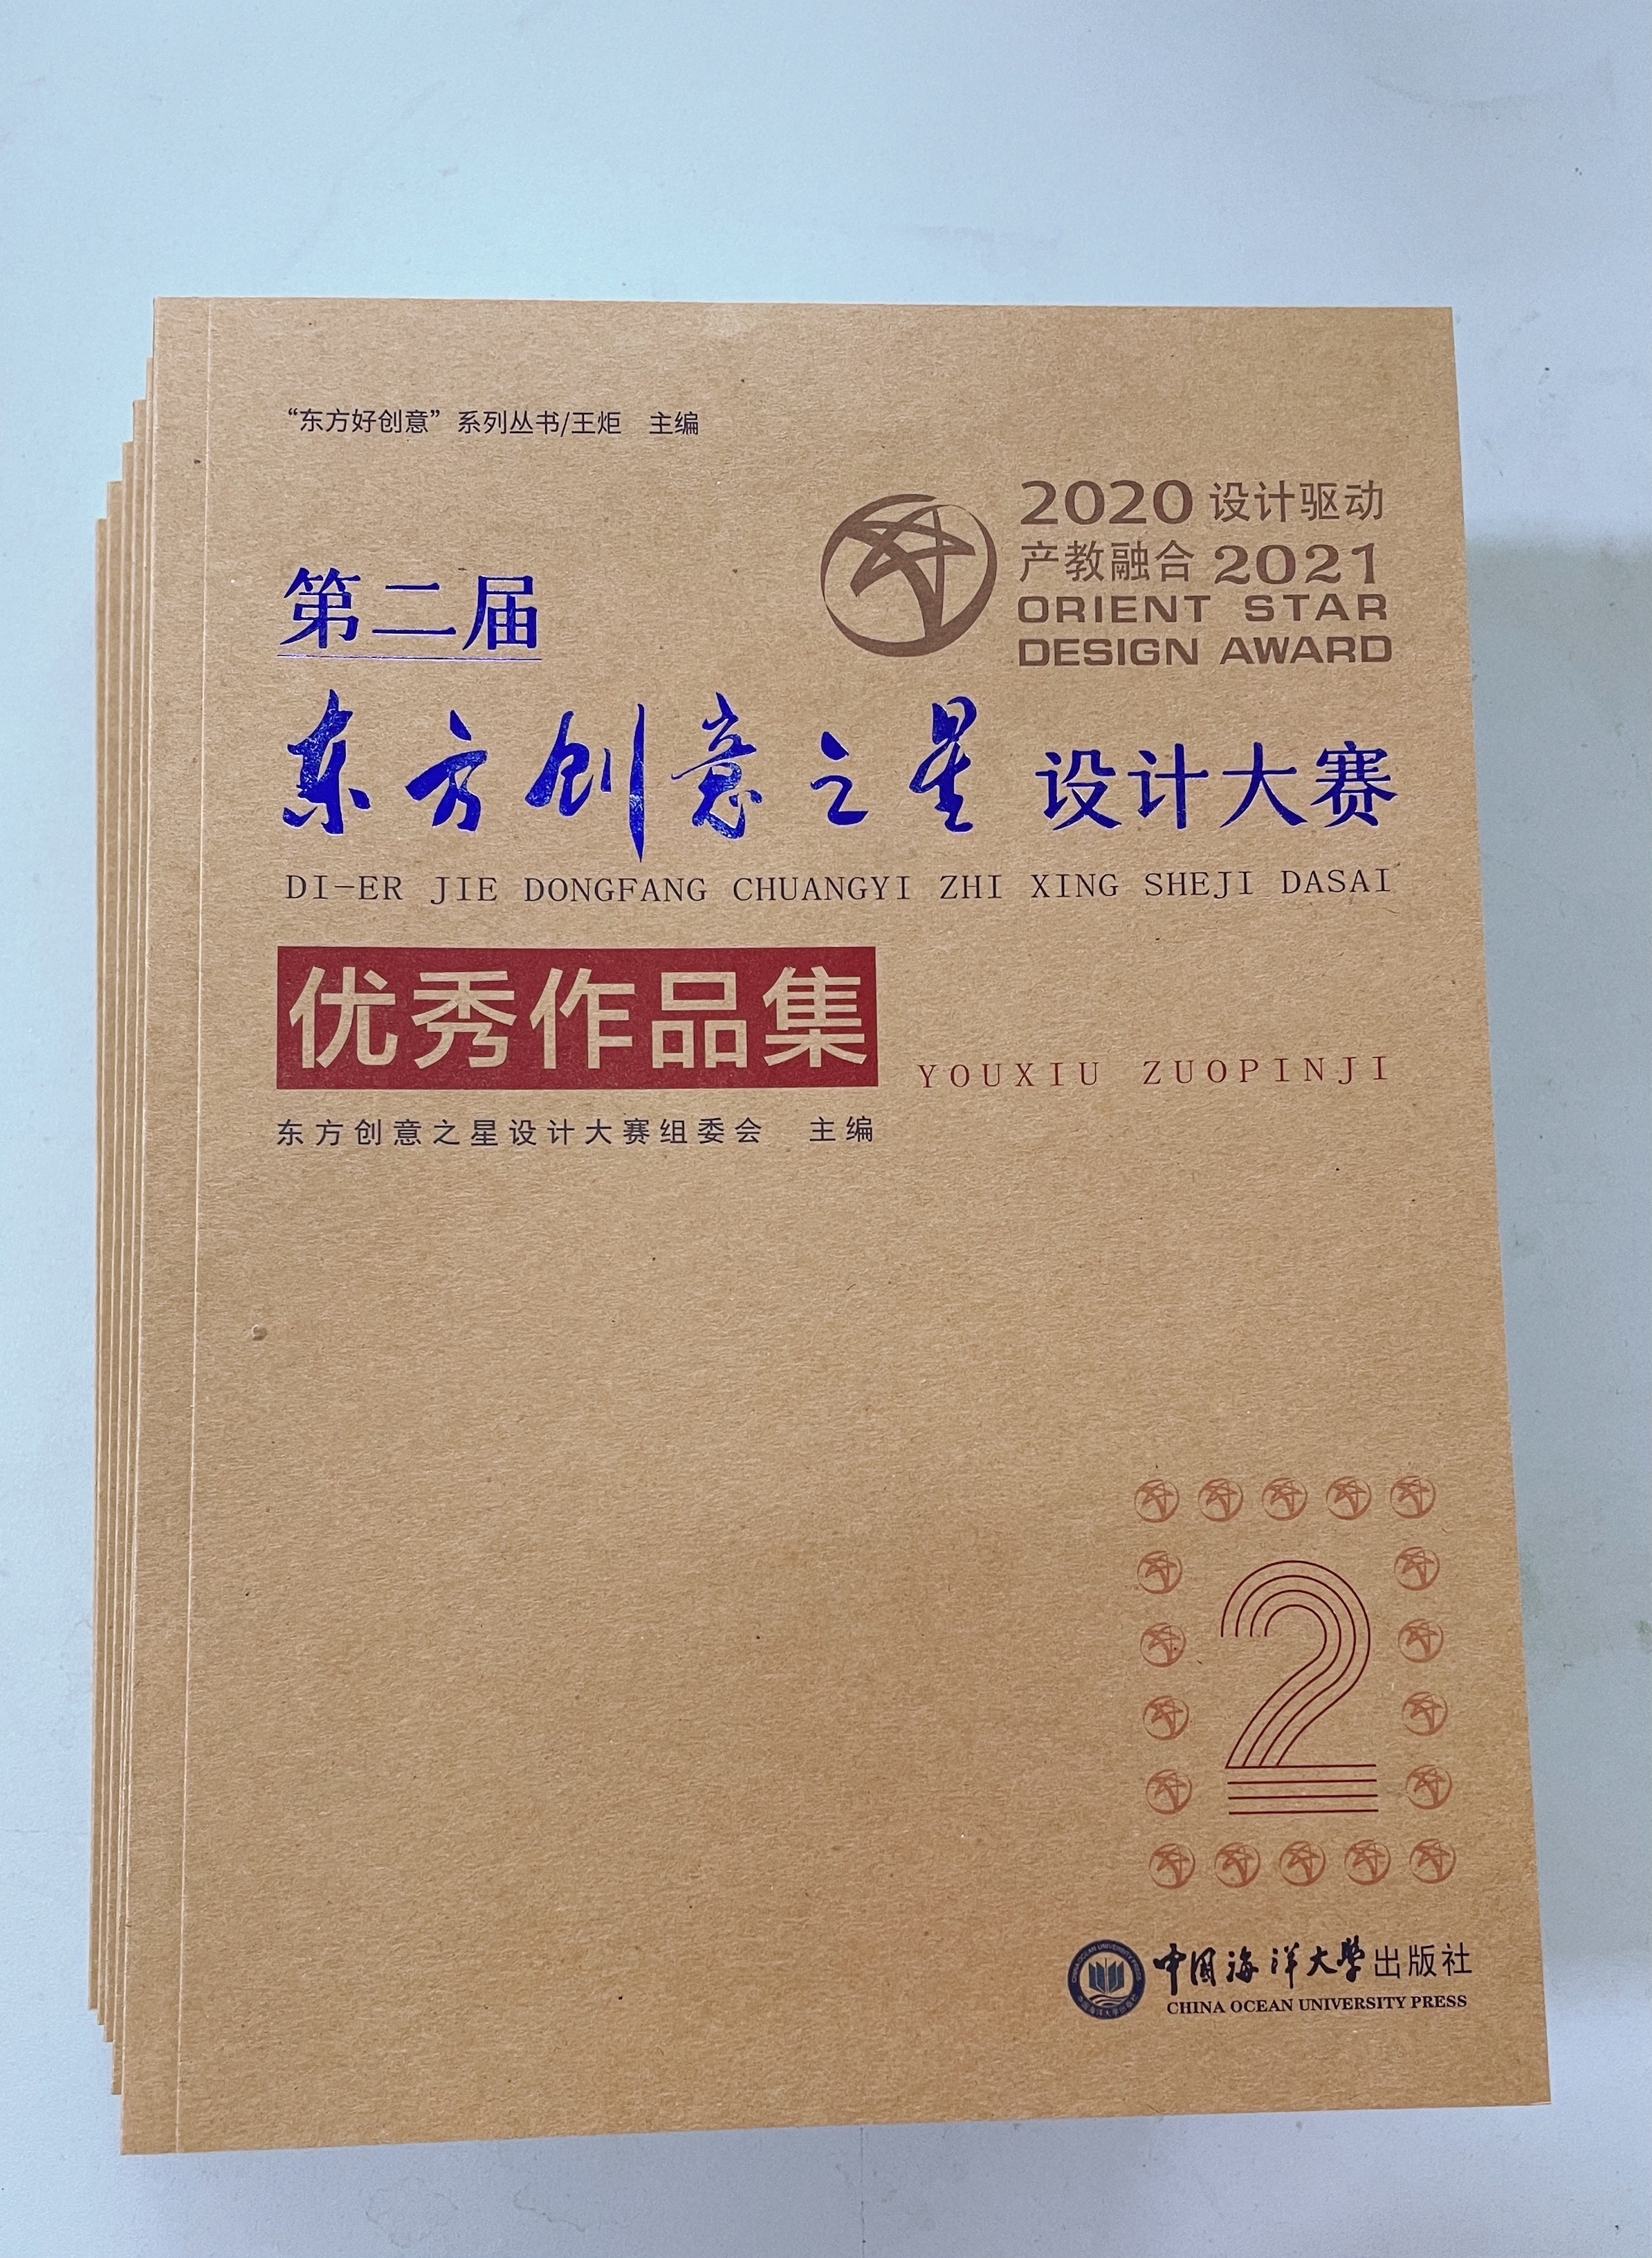 “东方好创意”系列丛书/王炬　主编
2020 设计驱动
产教融合 2021
ORIENT STAR
DESIGN AWARD
第二届
东方创意之星 设计大赛
DI-ER JIE DONGFANG CHUANGYI ZHI XING SHEJI DASAI
优秀作品集
YOUXIU ZUOPINJI
东方创意之星设计大赛组委会　主编
2
中国海洋大学出版社
CHINA OCEAN UNIVERSITY PRESS